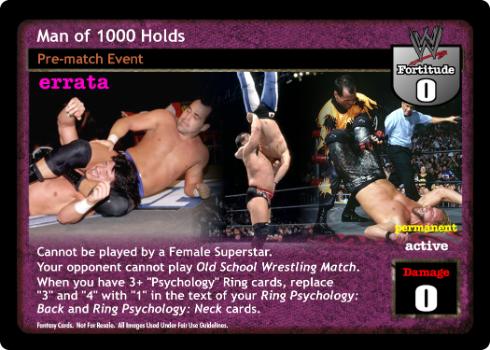 Man of 1000 Holds
Pre-match Event
W
Fortitude
0
errata
permanent
active
Cannot be played by a Female Superstar.
Your opponent cannot play Old School Wrestling Match.
When you have 3+ "Psychology" Ring cards, replace
"3" and "4" with "1" in the text of your Ring Psychology:
Back and Ring Psychology: Neck cards.
Damage
0
Fantasy Cards. Not For Resale. All Images Used Under Fair Use Guidelines.